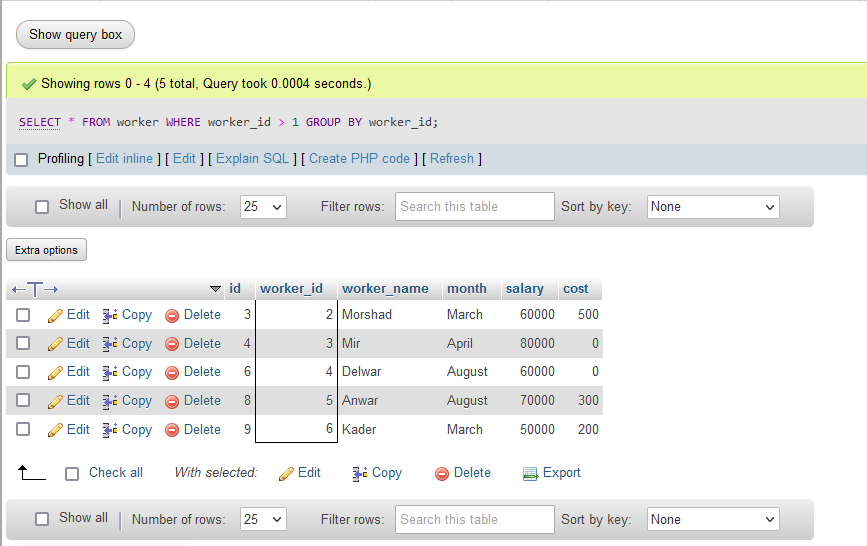 Show query box
Showing rows 0 - 4 (5 total, Query took 0.0004 seconds.)
SELECT * FROM worker WHERE worker_id > 1 GROUP BY worker_id;
Profiling [ Edit inline ] [ Edit ] [ Explain SQL ] [ Create PHP code ] [ Refresh ]
Show all Number of rows: 25 Filter rows: Search this table Sort by key: None
Extra options
id worker_id worker_name month salary cost
Edit Copy Delete 3 2 Morshad March 60000 500
Edit Copy Delete 4 3 Mir April 80000 0
Edit Copy Delete 6 4 Delwar August 60000 0
Edit Copy Delete 8 5 Anwar August 70000 300
Edit Copy Delete 9 6 Kader March 50000 200
Check all With selected: Edit Copy Delete Export
Show all Number of rows: 25 Filter rows: Search this table Sort by key: None